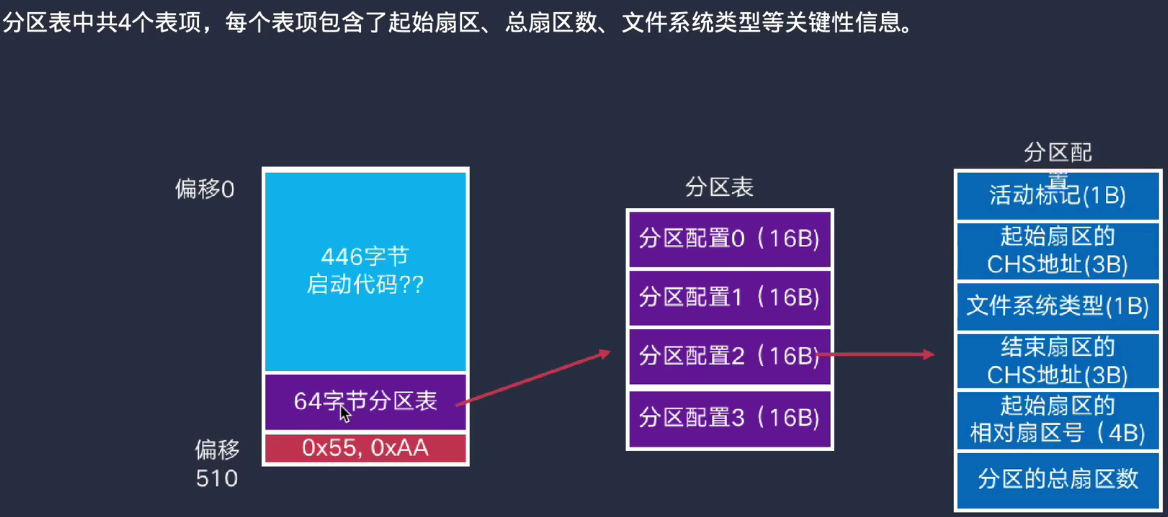 分区表中共4个表项，每个表项包含了起始扇区、总扇区数、文件系统类型等关键性信息。
偏移0
446字节
启动代码??
64字节分区表
偏移
510
0x55, 0xAA
分区表
分区配置0（16B)
分区配置1（16B)
分区配置2（16B)
分区配置3（16B)
分区配
置
活动标记(1B)
起始扇区的
CHS地址(3B)
文件系统类型(1B)
结束扇区的
CHS地址(3B)
起始扇区的
相对扇区号（4B)
分区的总扇区数